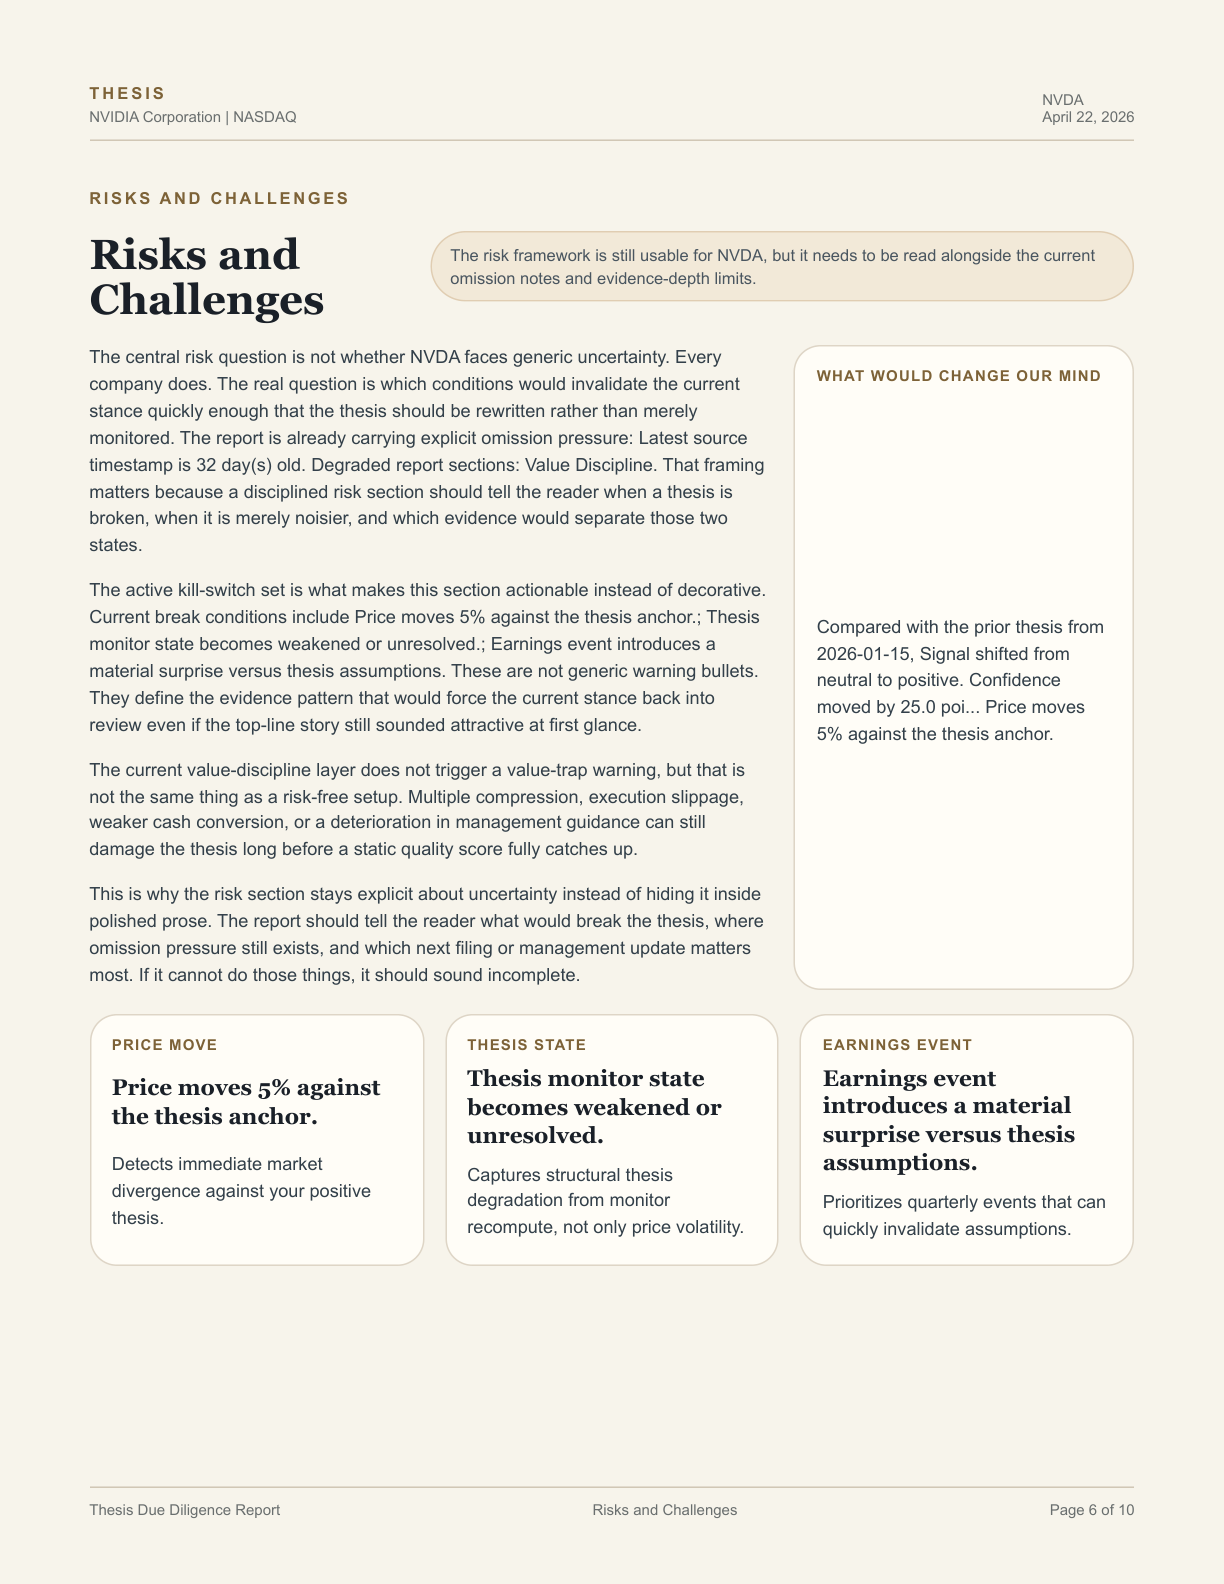 THESIS
NVIDIA Corporation | NASDAQ
NVDA
April 22, 2026
RISKS AND CHALLENGES
Risks and
Challenges
The risk framework is still usable for NVDA, but it needs to be read alongside the current
omission notes and evidence-depth limits.
The central risk question is not whether NVDA faces generic uncertainty. Every
company does. The real question is which conditions would invalidate the current
stance quickly enough that the thesis should be rewritten rather than merely
monitored. The report is already carrying explicit omission pressure: Latest source
timestamp is 32 day(s) old. Degraded report sections: Value Discipline. That framing
matters because a disciplined risk section should tell the reader when a thesis is
broken, when it is merely noisier, and which evidence would separate those two
states.
The active kill-switch set is what makes this section actionable instead of decorative.
Current break conditions include Price moves 5% against the thesis anchor.; Thesis
monitor state becomes weakened or unresolved.; Earnings event introduces a
material surprise versus thesis assumptions. These are not generic warning bullets.
They define the evidence pattern that would force the current stance back into
review even if the top-line story still sounded attractive at first glance.
The current value-discipline layer does not trigger a value-trap warning, but that is
not the same thing as a risk-free setup. Multiple compression, execution slippage,
weaker cash conversion, or a deterioration in management guidance can still
damage the thesis long before a static quality score fully catches up.
This is why the risk section stays explicit about uncertainty instead of hiding it inside
polished prose. The report should tell the reader what would break the thesis, where
omission pressure still exists, and which next filing or management update matters
most. If it cannot do those things, it should sound incomplete.
WHAT WOULD CHANGE OUR MIND
Compared with the prior thesis from
2026-01-15, Signal shifted from
neutral to positive. Confidence
moved by 25.0 poi... Price moves
5% against the thesis anchor.
PRICE MOVE
Price moves 5% against
the thesis anchor.
Detects immediate market
divergence against your positive
thesis.
THESIS STATE
Thesis monitor state
becomes weakened or
unresolved.
Captures structural thesis
degradation from monitor
recompute, not only price volatility.
EARNINGS EVENT
Earnings event
introduces a material
surprise versus thesis
assumptions.
Prioritizes quarterly events that can
quickly invalidate assumptions.
Thesis Due Diligence Report
Risks and Challenges
Page 6 of 10